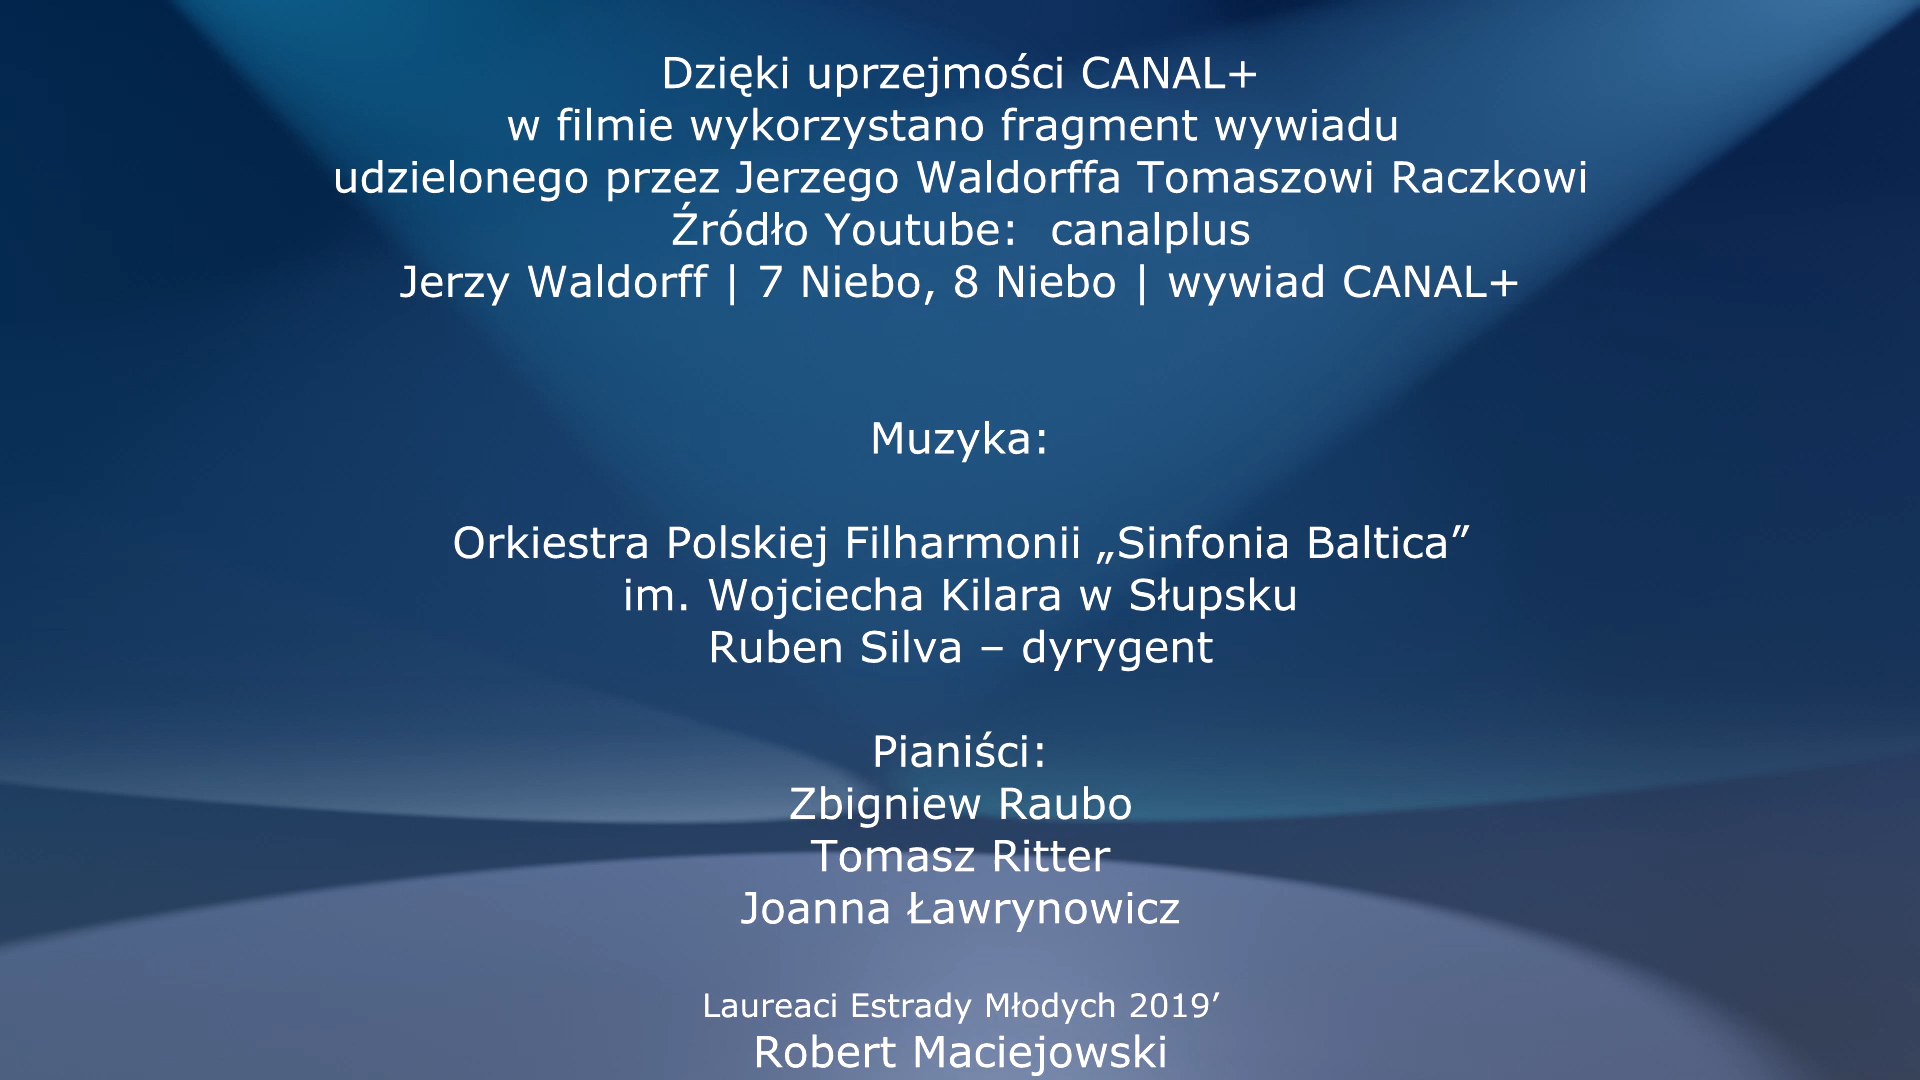 Dzięki uprzejmości CANAL+
w filmie wykorzystano fragment wywiadu
udzielonego przez Jerzego Waldorffa Tomaszowi Raczkowi
Źródło Youtube:  canalplus
Jerzy Waldorff | 7 Niebo, 8 Niebo | wywiad CANAL+
Muzyka:
Orkiestra Polskiej Filharmonii „Sinfonia Baltica”
im. Wojciecha Kilara w Słupsku
Ruben Silva – dyrygent
Pianiści:
Zbigniew Raubo
Tomasz Ritter
Joanna Ławrynowicz
Laureaci Estrady Młodych 2019’
Robert Maciejowski